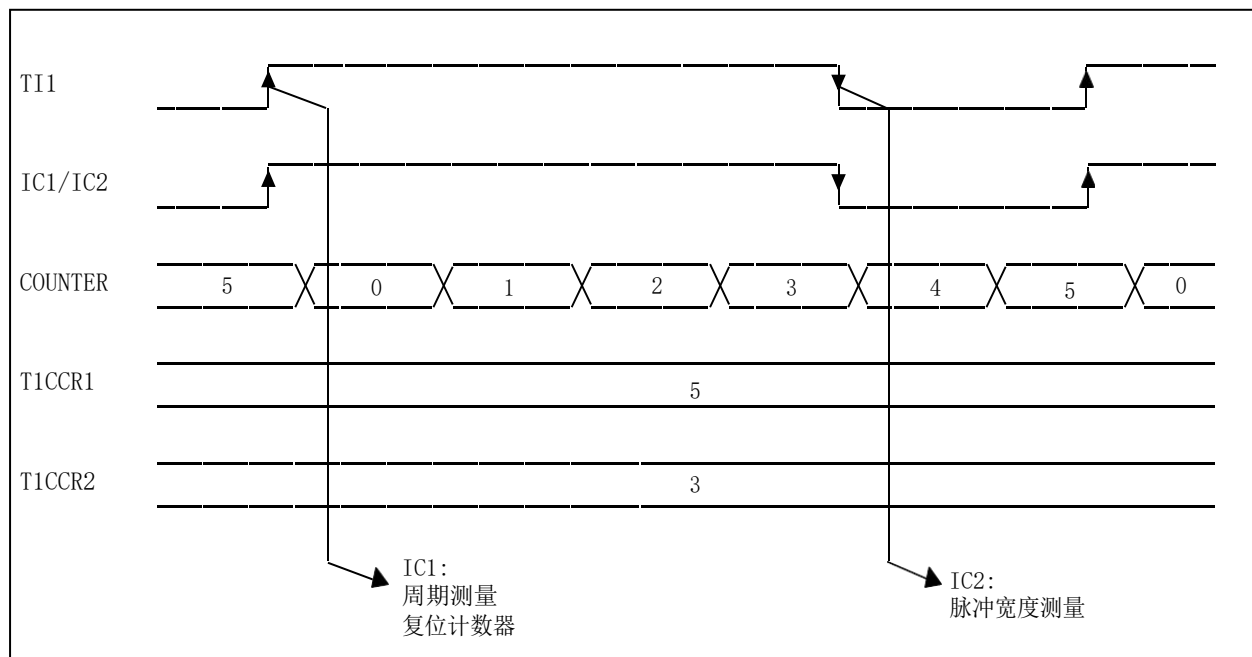 TI1
IC1/IC2
COUNTER 5 0 1 2 3 4 5 0
T1CCR1 5
T1CCR2 3
IC1:
周期测量
复位计数器
IC2:
脉冲宽度测量